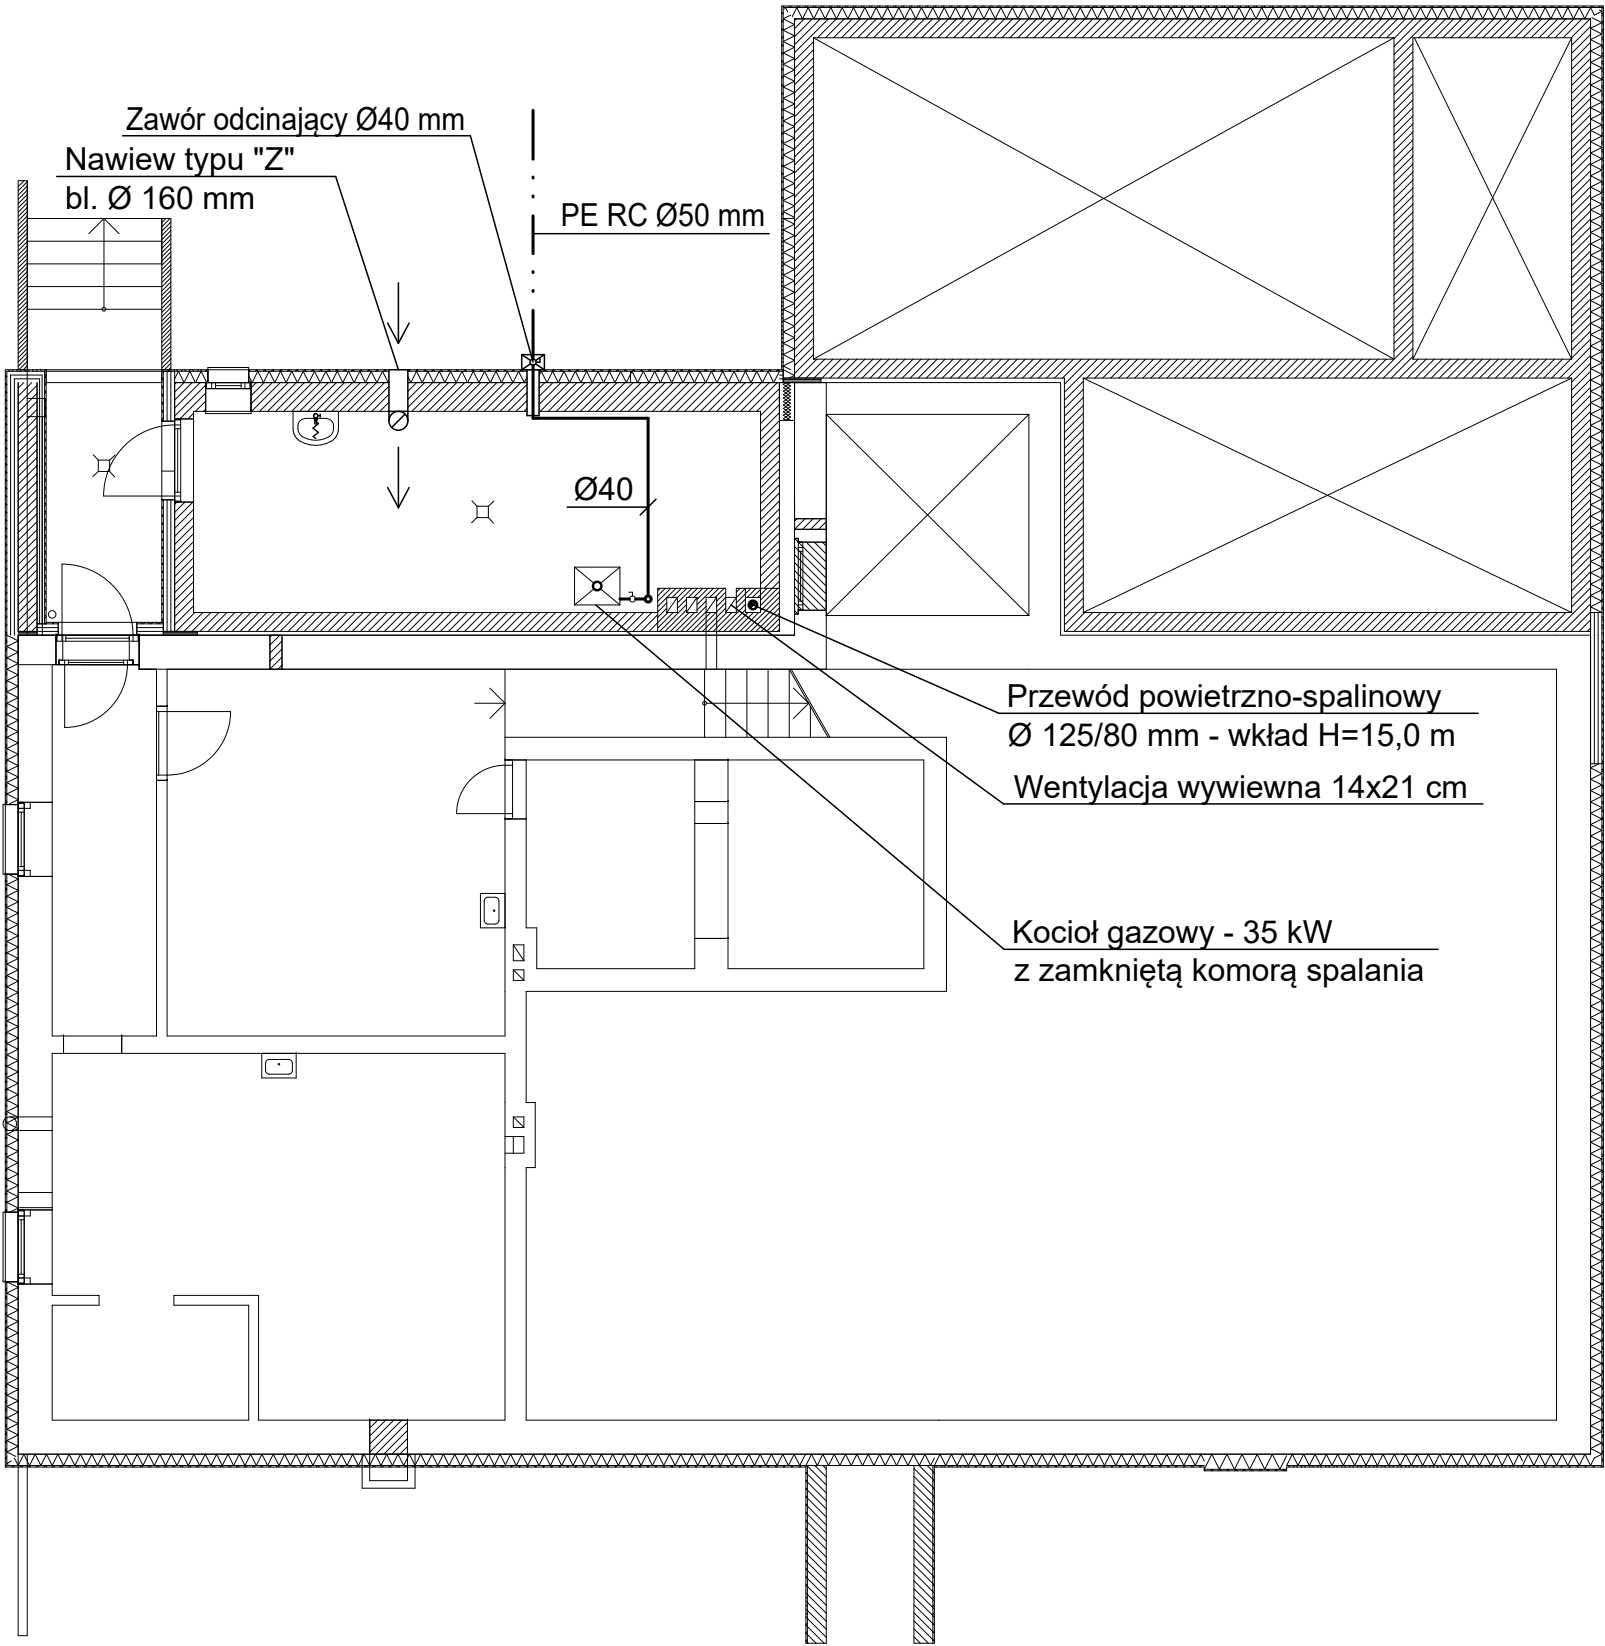 Zawór odcinający Ø40 mm
Nawiew typu "Z"
bl. Ø 160 mm
PE RC Ø50 mm
Ø40
Przewód powietrzno-spalinowy
Ø 125/80 mm - wkład H=15,0 m
Wentylacja wywiewna 14x21 cm
Kocioł gazowy - 35 kW
z zamkniętą komorą spalania